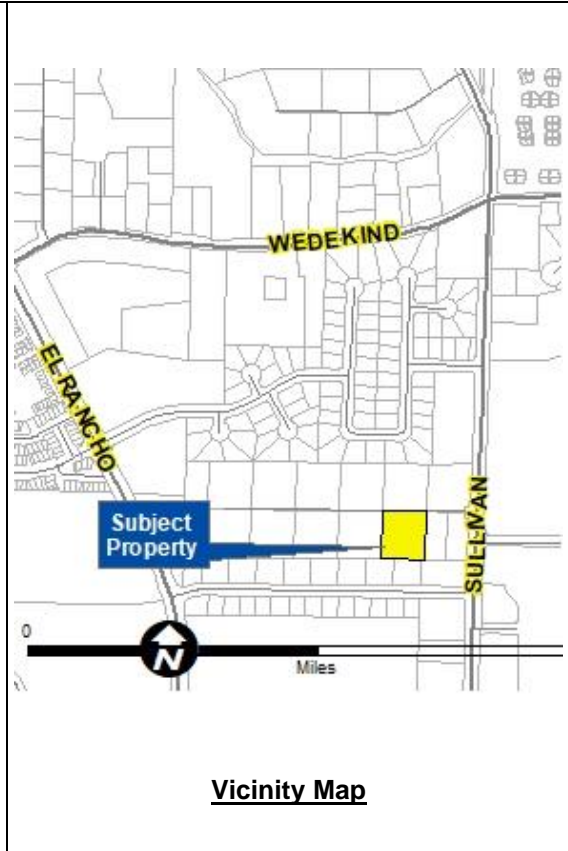 WEDEKIND
EL RANCHO
SULLIVAN
Subject
Property
0
N
Miles
Vicinity Map